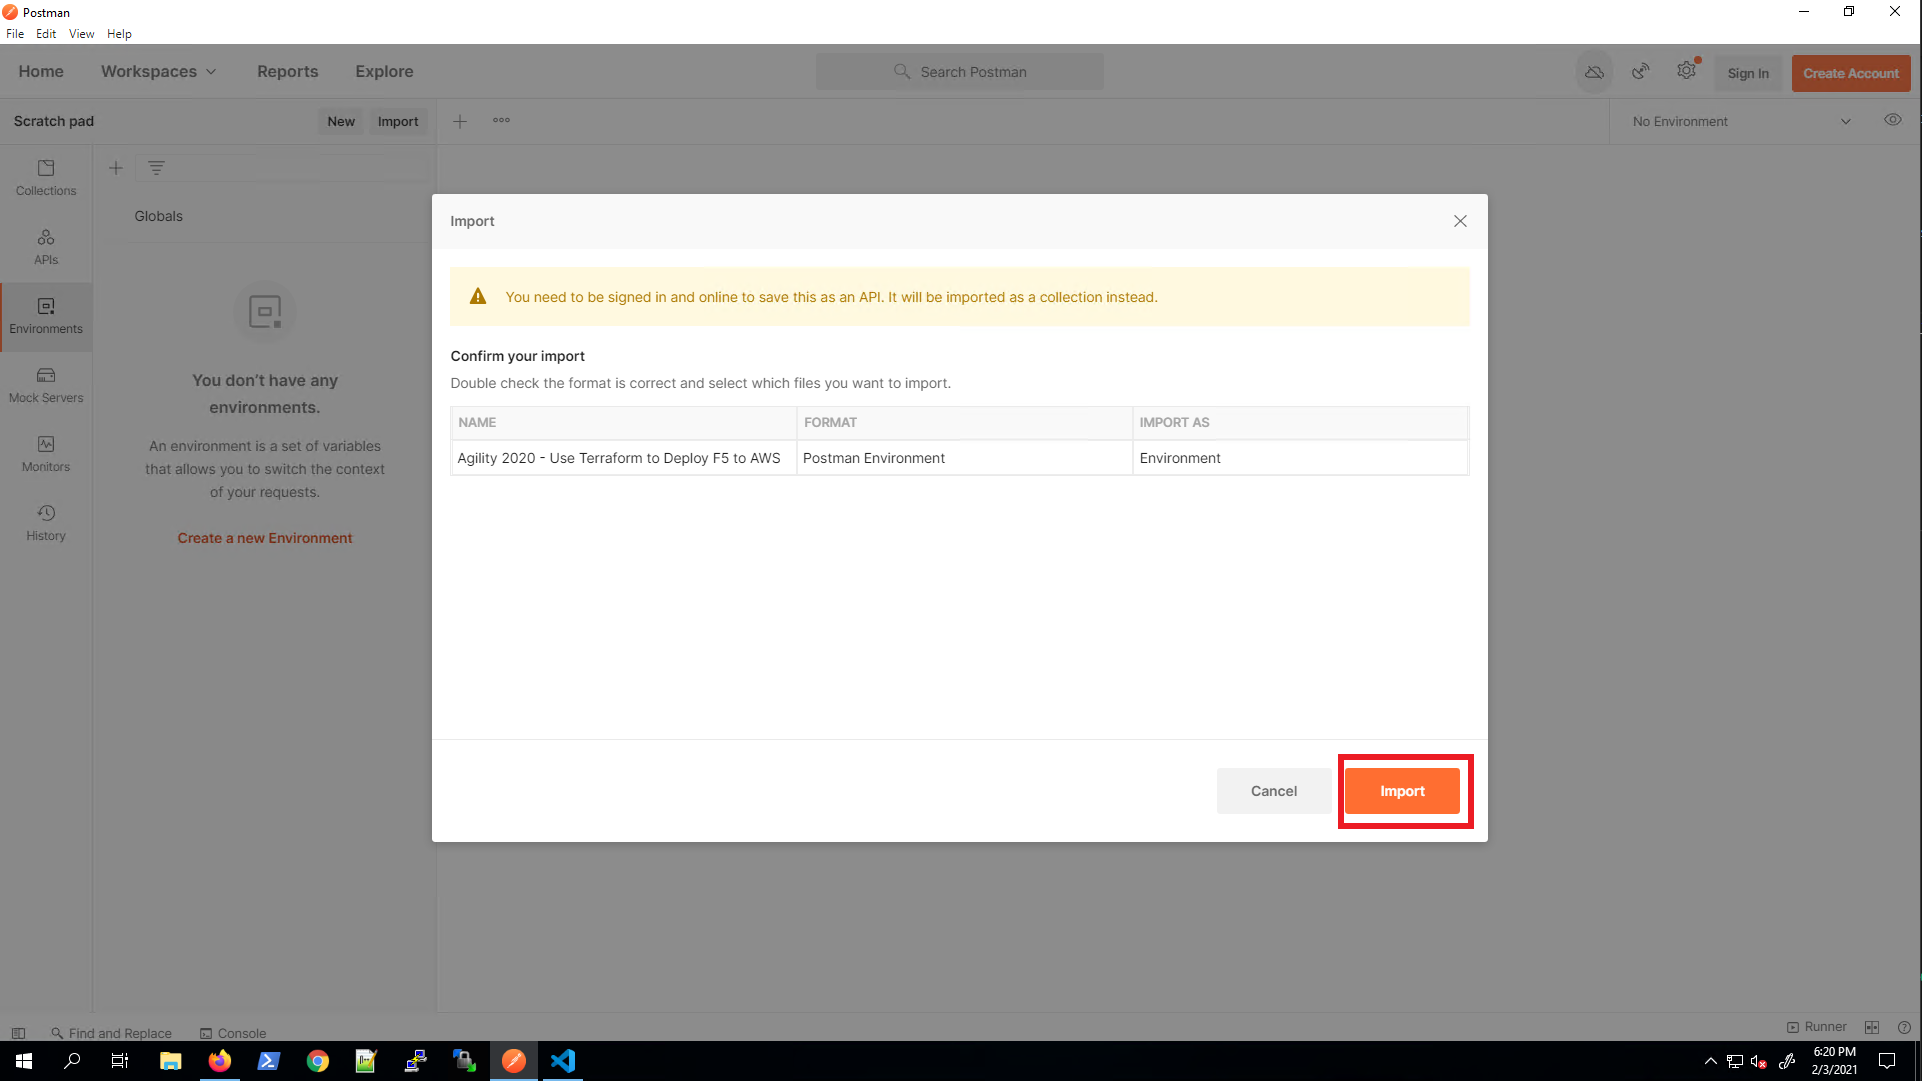 Postman
File Edit View Help
Home Workspaces Reports Explore Search Postman Sign In Create Account
Scratch pad New Import No Environment
Collections
APIs
Environments
Mock Servers
Monitors
History
Globals
You don't have any
environments.
An environment is a set of variables
that allows you to switch the context
of your requests.
Create a new Environment
Import
You need to be signed in and online to save this as an API. It will be imported as a collection instead.
Confirm your import
Double check the format is correct and select which files you want to import.
NAME FORMAT IMPORT AS
Agility 2020 - Use Terraform to Deploy F5 to AWS Postman Environment Environment
Cancel Import
Find and Replace Console Runner
6:20 PM
2/3/2021